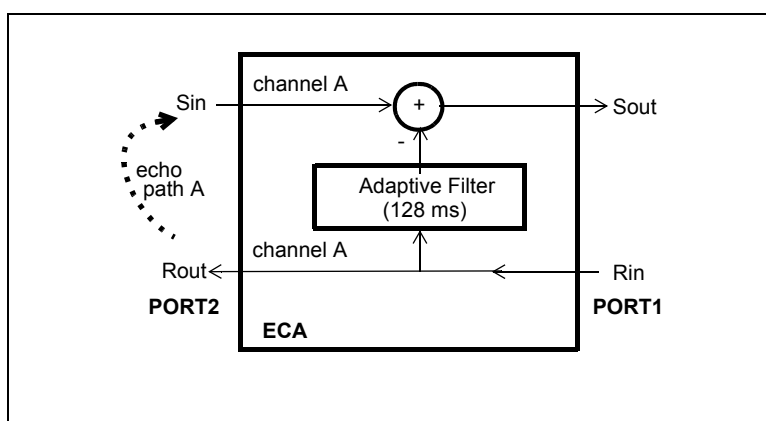 channel A
Sin
+
Sout
-
echo
path A
Adaptive Filter
(128 ms)
channel A
Rout
Rin
PORT2
PORT1
ECA